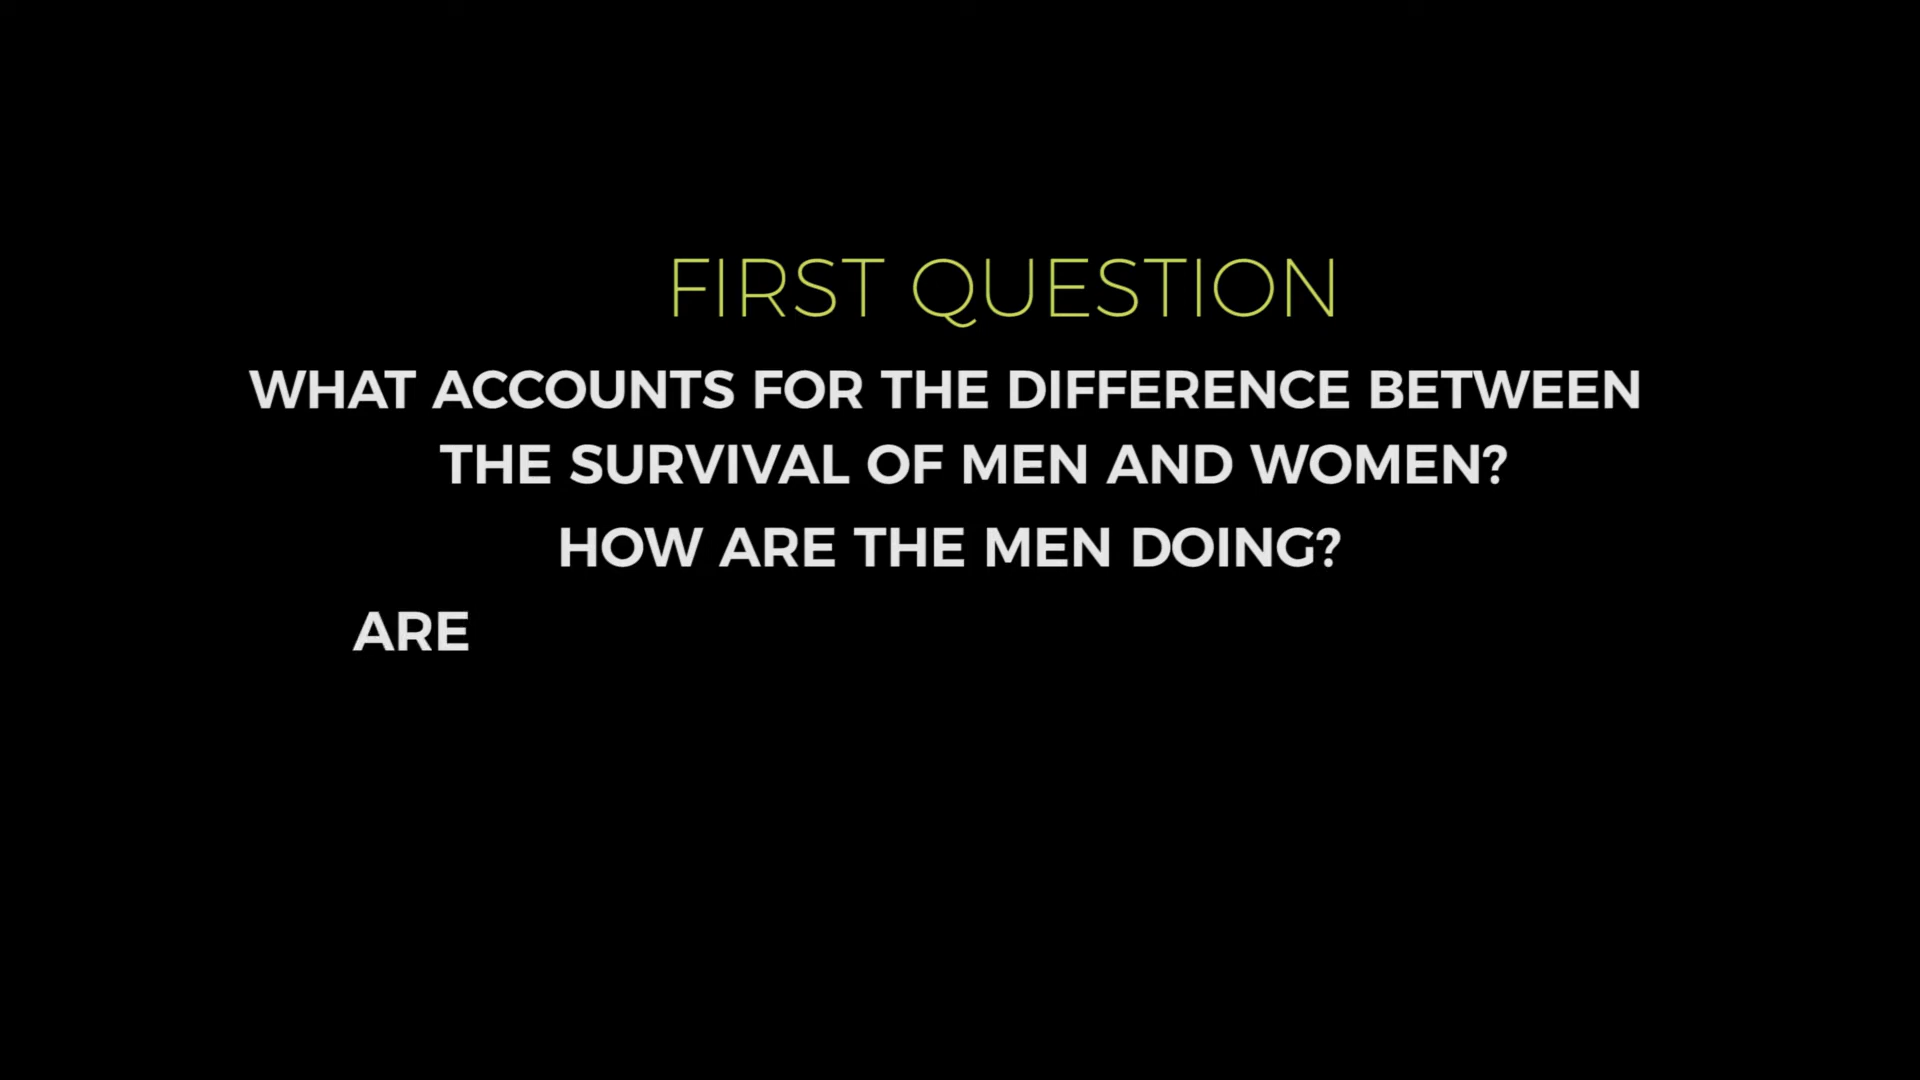 FIRST QUESTION
WHAT ACCOUNTS FOR THE DIFFERENCE BETWEEN
THE SURVIVAL OF MEN AND WOMEN?
HOW ARE THE MEN DOING?
ARE